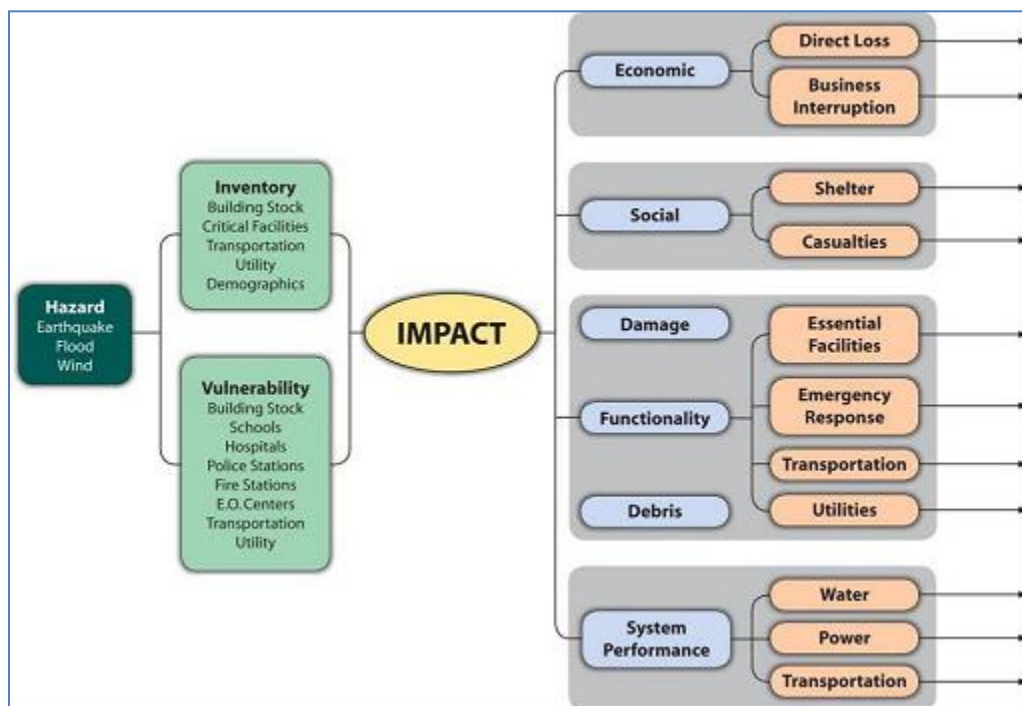 Hazard
Earthquake
Flood
Wind
Inventory
Building Stock
Critical Facilities
Transportation
Utility
Demographics
Vulnerability
Building Stock
Schools
Hospitals
Police Stations
Fire Stations
E.O. Centers
Transportation
Utility
IMPACT
Economic
Direct Loss
Business
Interruption
Social
Shelter
Casualties
Damage
Functionality
Debris
Essential
Facilities
Emergency
Response
Transportation
Utilities
System
Performance
Water
Power
Transportation